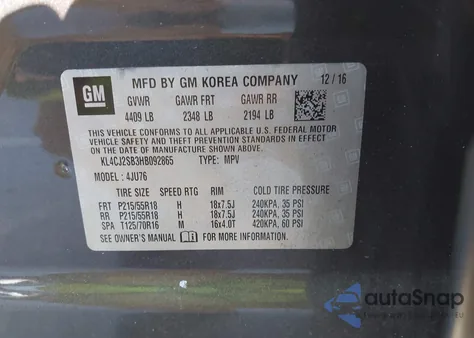 GM MFD BY GM KOREA COMPANY 12/16
GVWR GAWR FRT GAWR RR
4409 LB 2348 LB 2194 LB
THIS VEHICLE CONFORMS TO ALL APPLICABLE U.S. FEDERAL MOTOR
VEHICLE SAFETY AND THEFT PREVENTION STANDARDS IN EFFECT
ON THE DATE OF MANUFACTURE SHOWN ABOVE.
KL4CJ2SB3HB092865 TYPE: MPV
MODEL: 4JU76
TIRE SIZE SPEED RTG RIM COLD TIRE PRESSURE
FRT P215/55R18 H 18x7.5J 240KPA, 35 PSI
RR P215/55R18 H 18x7.5J 240KPA, 35 PSI
SPA T125/70R16 M 16x4.0T 420KPA, 60 PSI
SEE OWNER'S MANUAL FOR MORE INFORMATION.
autoSnap